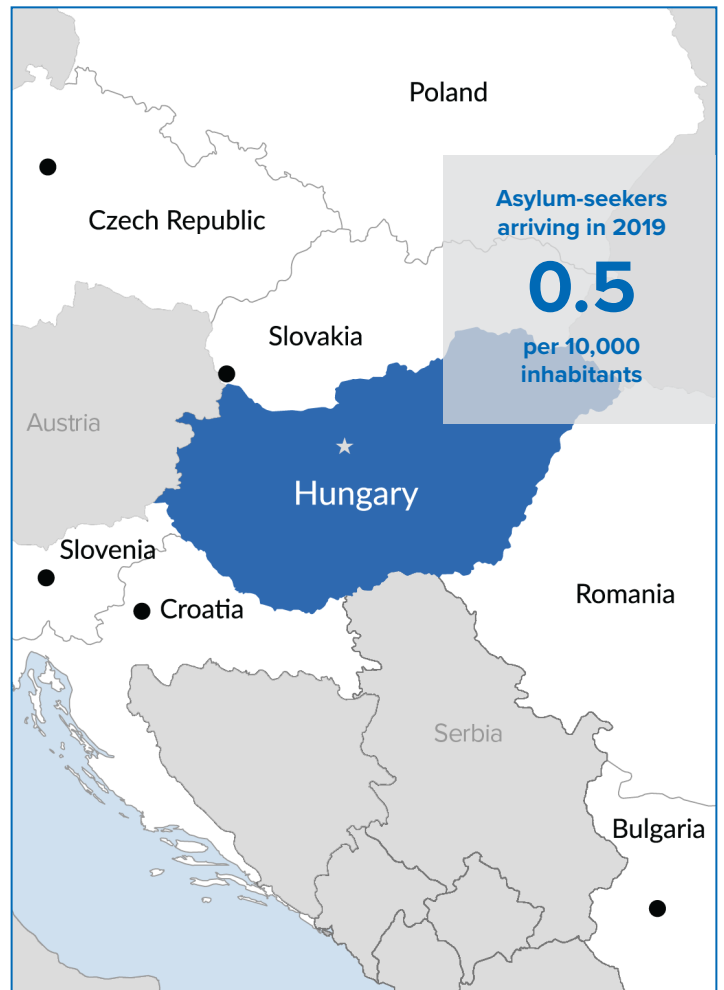 Poland
Asylum-seekers
arriving in 2019
0.5
per 10,000
inhabitants
Czech Republic
Slovakia
Austria
Hungary
Slovenia
Croatia
Romania
Serbia
Bulgaria